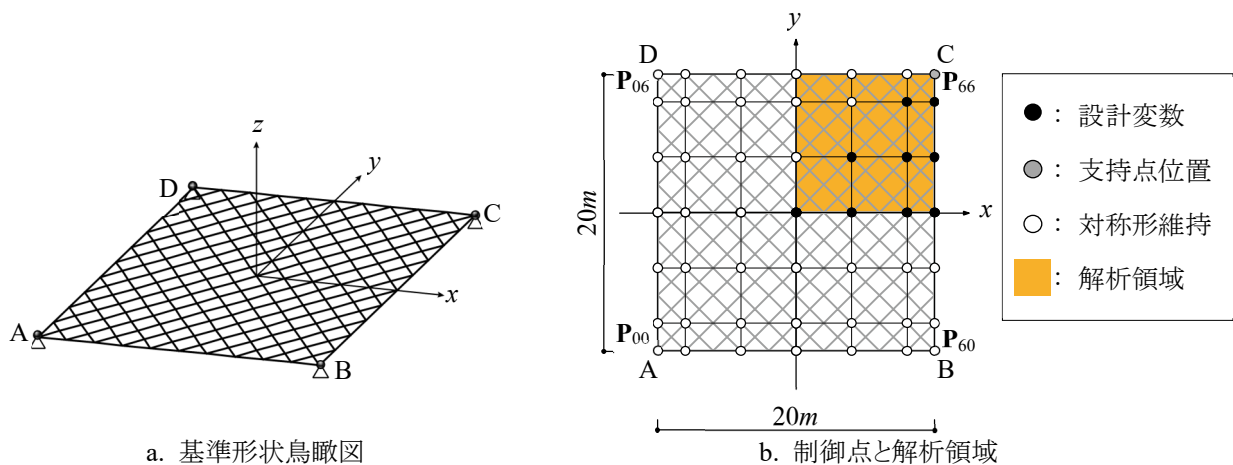 z
y
x
A
B
C
D
a. 基準形状鳥瞰図
y
x
D
C
P06
P66
P00
P60
A
B
20m
20m
b. 制御点と解析領域
● : 設計変数
: 支持点位置
○ : 対称形維持
: 解析領域